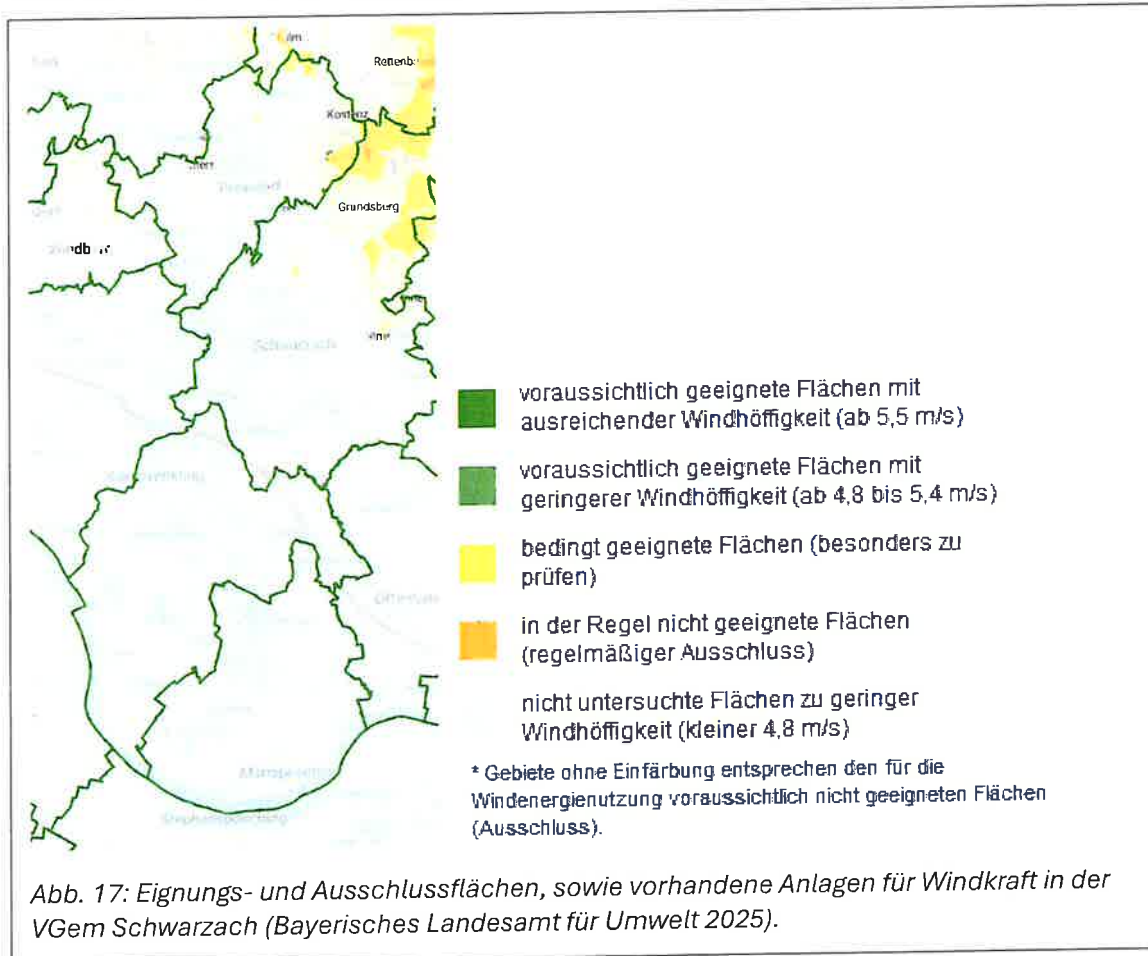 Rettenb
Kostenz
Grundsberg
Schwarzach
voraussichtlich geeignete Flächen mit
ausreichender Windhöffigkeit (ab 5,5 m/s)
voraussichtlich geeignete Flächen mit
geringerer Windhöffigkeit (ab 4,8 bis 5,4 m/s)
bedingt geeignete Flächen (besonders zu
prüfen)
in der Regel nicht geeignete Flächen
(regelmäßiger Ausschluss)
nicht untersuchte Flächen zu geringer
Windhöffigkeit (kleiner 4,8 m/s)
* Gebiete ohne Einfärbung entsprechen den für die
Windenergienutzung voraussichtlich nicht geeigneten Flächen
(Ausschluss).
Abb. 17: Eignungs- und Ausschlussflächen, sowie vorhandene Anlagen für Windkraft in der
VGem Schwarzach (Bayerisches Landesamt für Umwelt 2025).